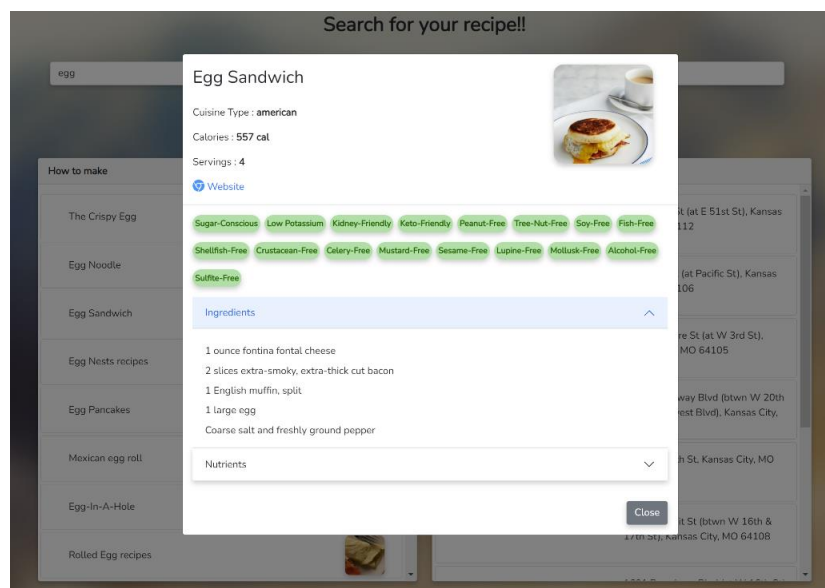 Search for your recipe!!
egg
Egg Sandwich
Cuisine Type : american
Calories : 557 cal
Servings : 4
Website
Sugar-Conscious Low Potassium Kidney-Friendly Keto-Friendly Peanut-Free Tree-Nut-Free Soy-Free Fish-Free
Shellfish-Free Crustacean-Free Celery-Free Mustard-Free Sesame-Free Lupine-Free Mollusk-Free Alcohol-Free
Sulfite-Free
Ingredients
1 ounce fontina fontal cheese
2 slices extra-smoky, extra-thick cut bacon
1 English muffin, split
1 large egg
Coarse salt and freshly ground pepper
Nutrients
Close
How to make
The Crispy Egg
Egg Noodle
Egg Sandwich
Egg Nests recipes
Egg Pancakes
Mexican egg roll
Egg-In-A-Hole
Rolled Egg recipes
(at E 51st St), Kansas
112
(at Pacific St), Kansas
106
re St (at W 3rd St),
MO 64105
way Blvd (btwn W 20th
est Blvd), Kansas City,
h St, Kansas City, MO
it St (btwn W 16th &
17th St), Kansas City, MO 64108